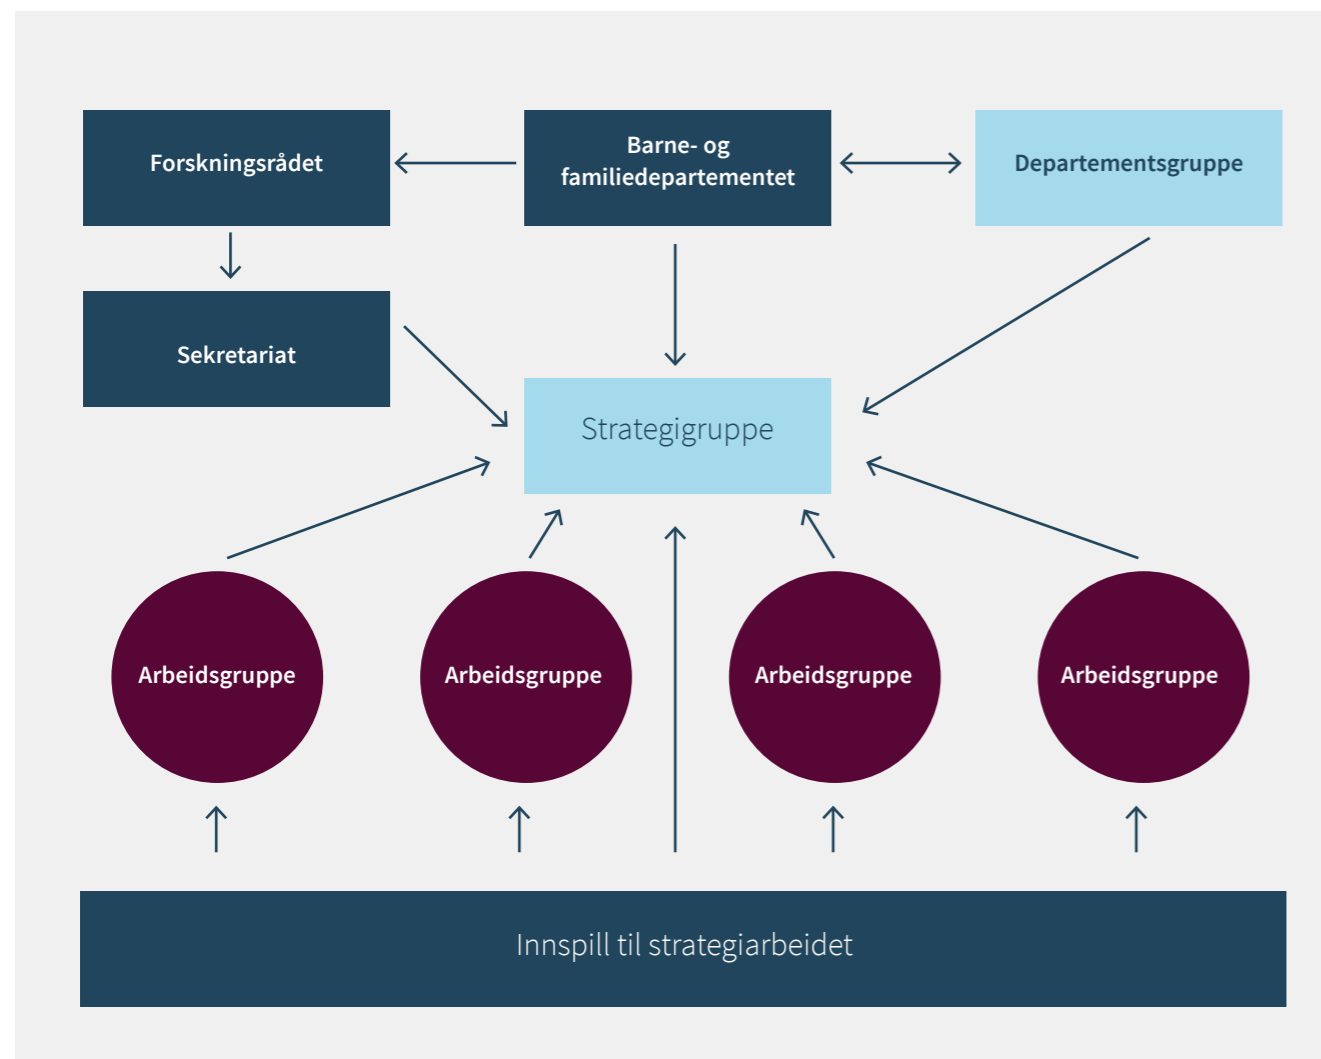 Forskningsrådet
Barne- og
familiedepartementet
Departementsgruppe
Sekretariat
Strategigruppe
Arbeidsgruppe
Arbeidsgruppe
Arbeidsgruppe
Arbeidsgruppe
Innspill til strategiarbeidet